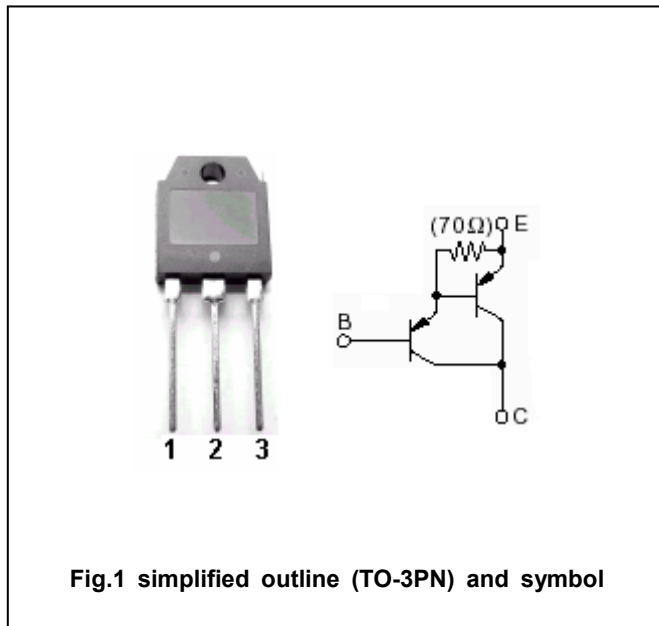 (70Ω) E
B
C
1 2 3
Fig.1 simplified outline (TO-3PN) and symbol